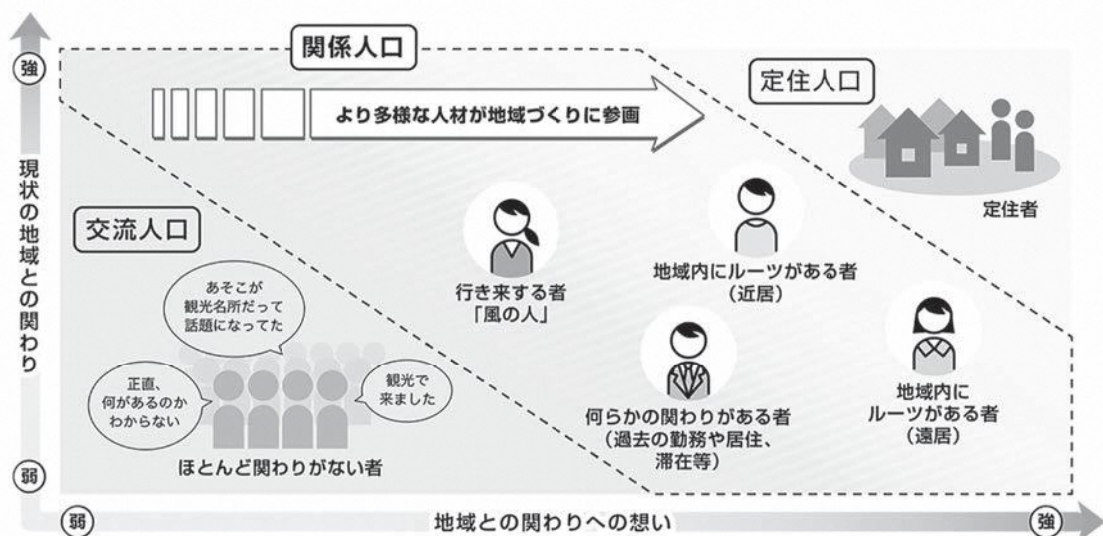 関係人口
定住人口
強
より多様な人材が地域づくりに参画
現状の地域との関わり
交流人口
定住者
あそこが
観光名所だって
話題になってた
行き来する者
「風の人」
地域内にルーツがある者
（近居）
正直、
何があるのか
わからない
観光で
来ました
何らかの関わりがある者
（過去の勤務や居住、
滞在等）
地域内に
ルーツがある者
（遠居）
ほとんど関わりがない者
弱
弱
地域との関わりへの想い
強